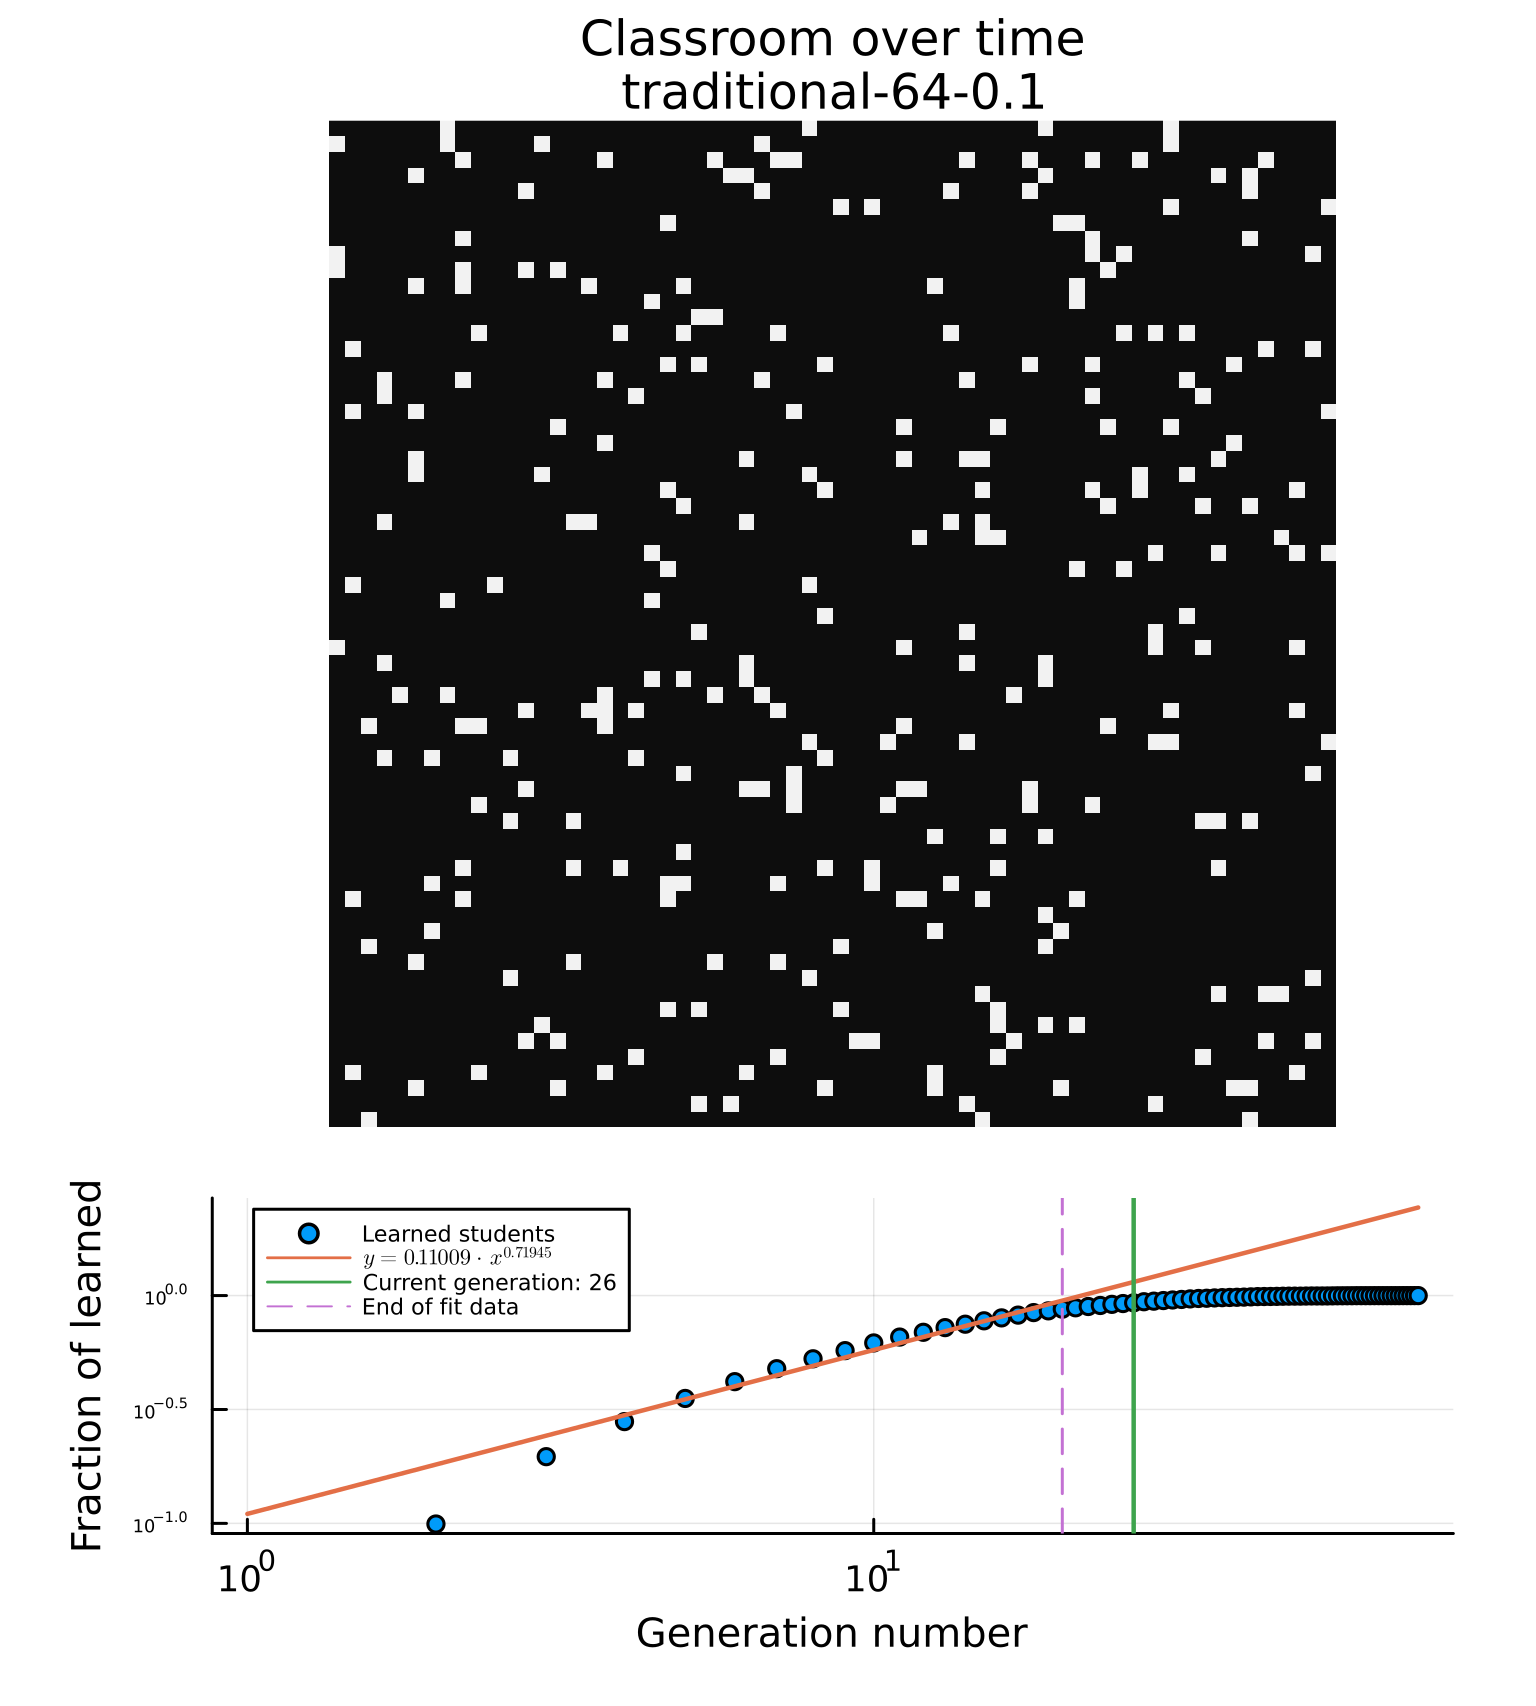 Classroom over time
traditional-64-0.1
Fraction of learned
Learned students
y = 0.11009 · x^0.71945
Current generation: 26
End of fit data
10^0.0
10^−0.5
10^−1.0
10^0
10^1
Generation number